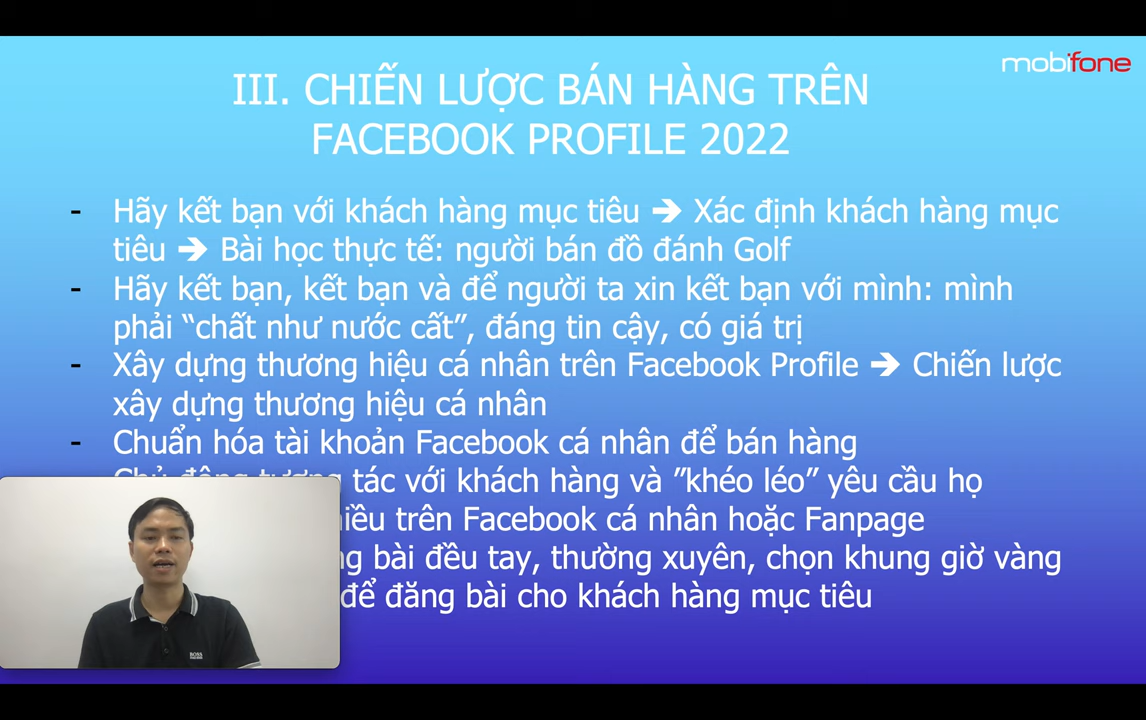 mobifone
III. CHIẾN LƯỢC BÁN HÀNG TRÊN
FACEBOOK PROFILE 2022
- Hãy kết bạn với khách hàng mục tiêu ➔ Xác định khách hàng mục
tiêu ➔ Bài học thực tế: người bán đồ đánh Golf
- Hãy kết bạn, kết bạn và để người ta xin kết bạn với mình: mình
phải “chất như nước cất”, đáng tin cậy, có giá trị
- Xây dựng thương hiệu cá nhân trên Facebook Profile ➔ Chiến lược
xây dựng thương hiệu cá nhân
- Chuẩn hóa tài khoản Facebook cá nhân để bán hàng
Chủ động tương tác với khách hàng và ”khéo léo” yêu cầu họ
trên Facebook cá nhân hoặc Fanpage
bài đều tay, thường xuyên, chọn khung giờ vàng
để đăng bài cho khách hàng mục tiêu
BOSS